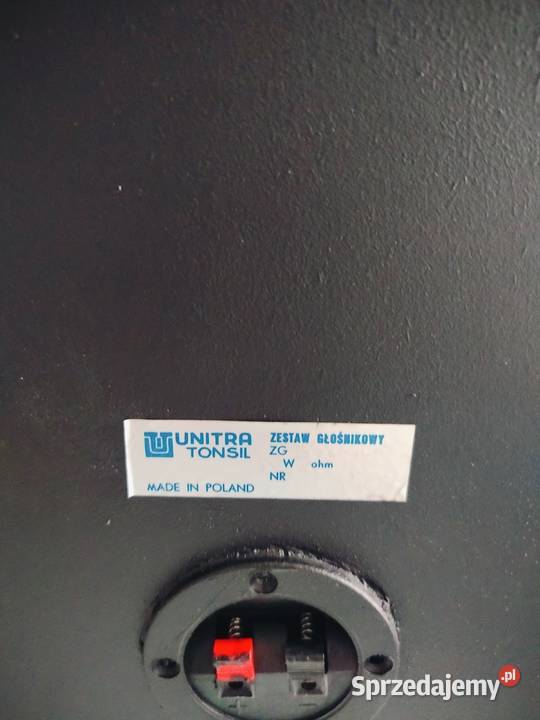 UNITRA
TONSIL
MADE IN POLAND
ZESTAW GŁOŚNIKOWY
ZG
W ohm
NR
+ −
Sprzedajemy.pl